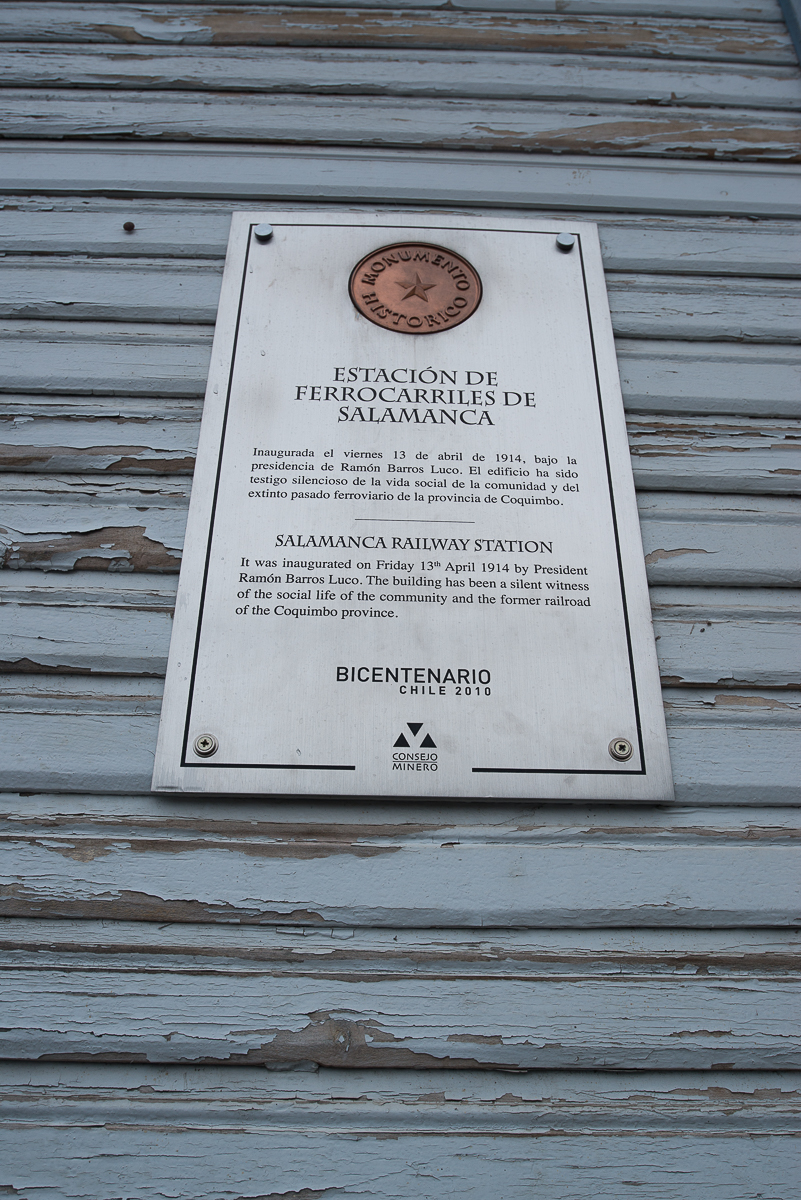 MONUMENTO
HISTORICO
ESTACIÓN DE
FERROCARRILES DE
SALAMANCA
Inaugurada el viernes 13 de abril de 1914, bajo la
presidencia de Ramón Barros Luco. El edificio ha sido
testigo silencioso de la vida social de la comunidad y del
extinto pasado ferroviario de la provincia de Coquimbo.
SALAMANCA RAILWAY STATION
It was inaugurated on Friday 13th April 1914 by President
Ramón Barros Luco. The building has been a silent witness
of the social life of the community and the former railroad
of the Coquimbo province.
BICENTENARIO
CHILE 2010
CONSEJO
MINERO